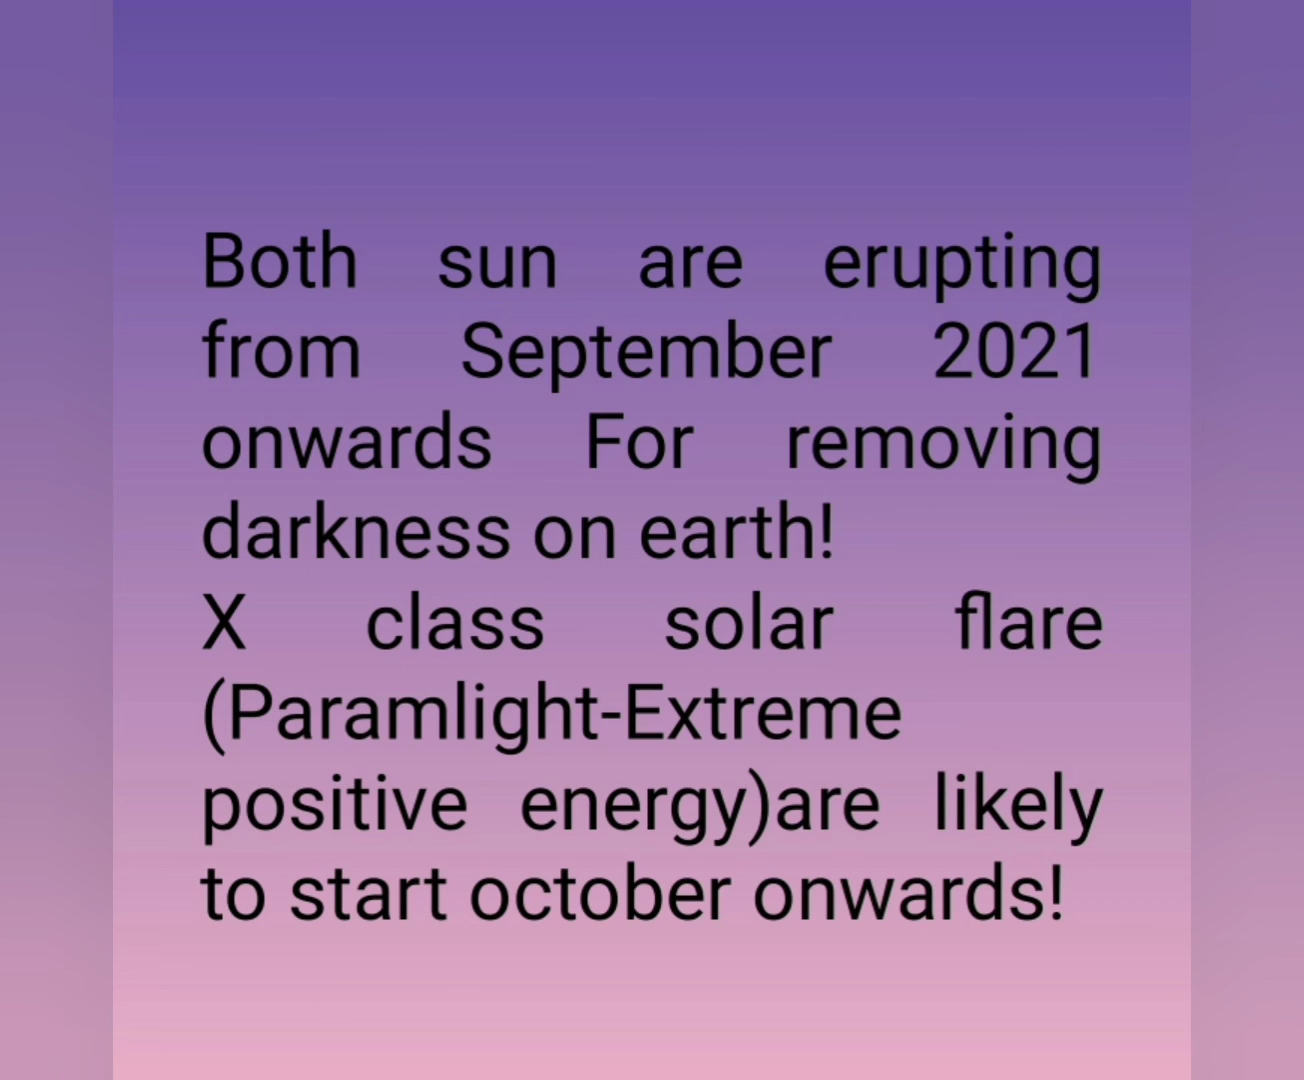 Both sun are erupting
from September 2021
onwards For removing
darkness on earth!
X class solar flare
(Paramlight-Extreme
positive energy)are likely
to start october onwards!